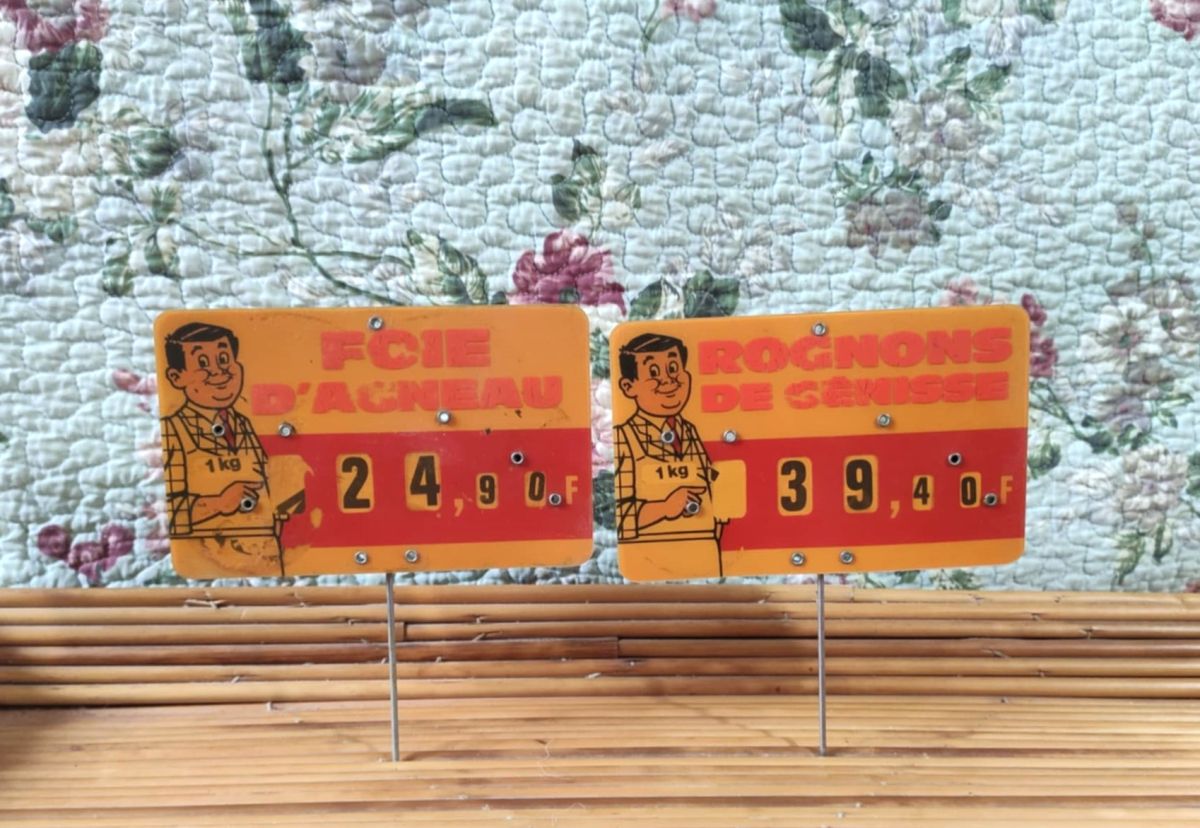 FOIE
D'AGNEAU
1 kg
24,90 F
ROGNONS
DE GÉNISSE
1 kg
39,40 F